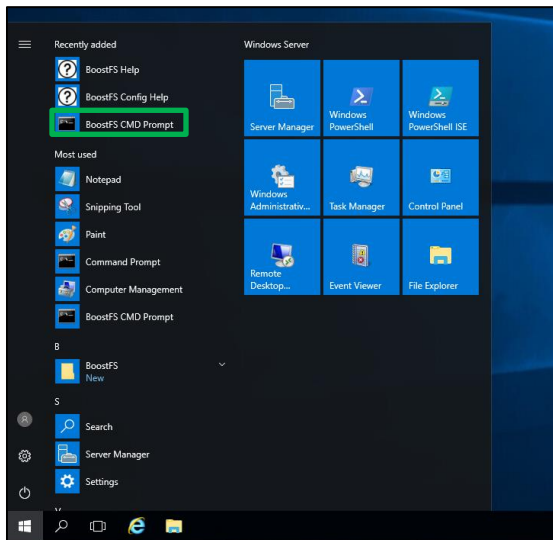 Recently added
BoostFS Help
BoostFS Config Help
BoostFS CMD Prompt
Most used
Notepad
Snipping Tool
Paint
Command Prompt
Computer Management
BoostFS CMD Prompt
B
BoostFS
New
S
Search
Server Manager
Settings
Windows Server
Server Manager
Windows
PowerShell
Windows
PowerShell ISE
Windows
Administrativ...
Task Manager
Control Panel
Remote
Desktop...
Event Viewer
File Explorer